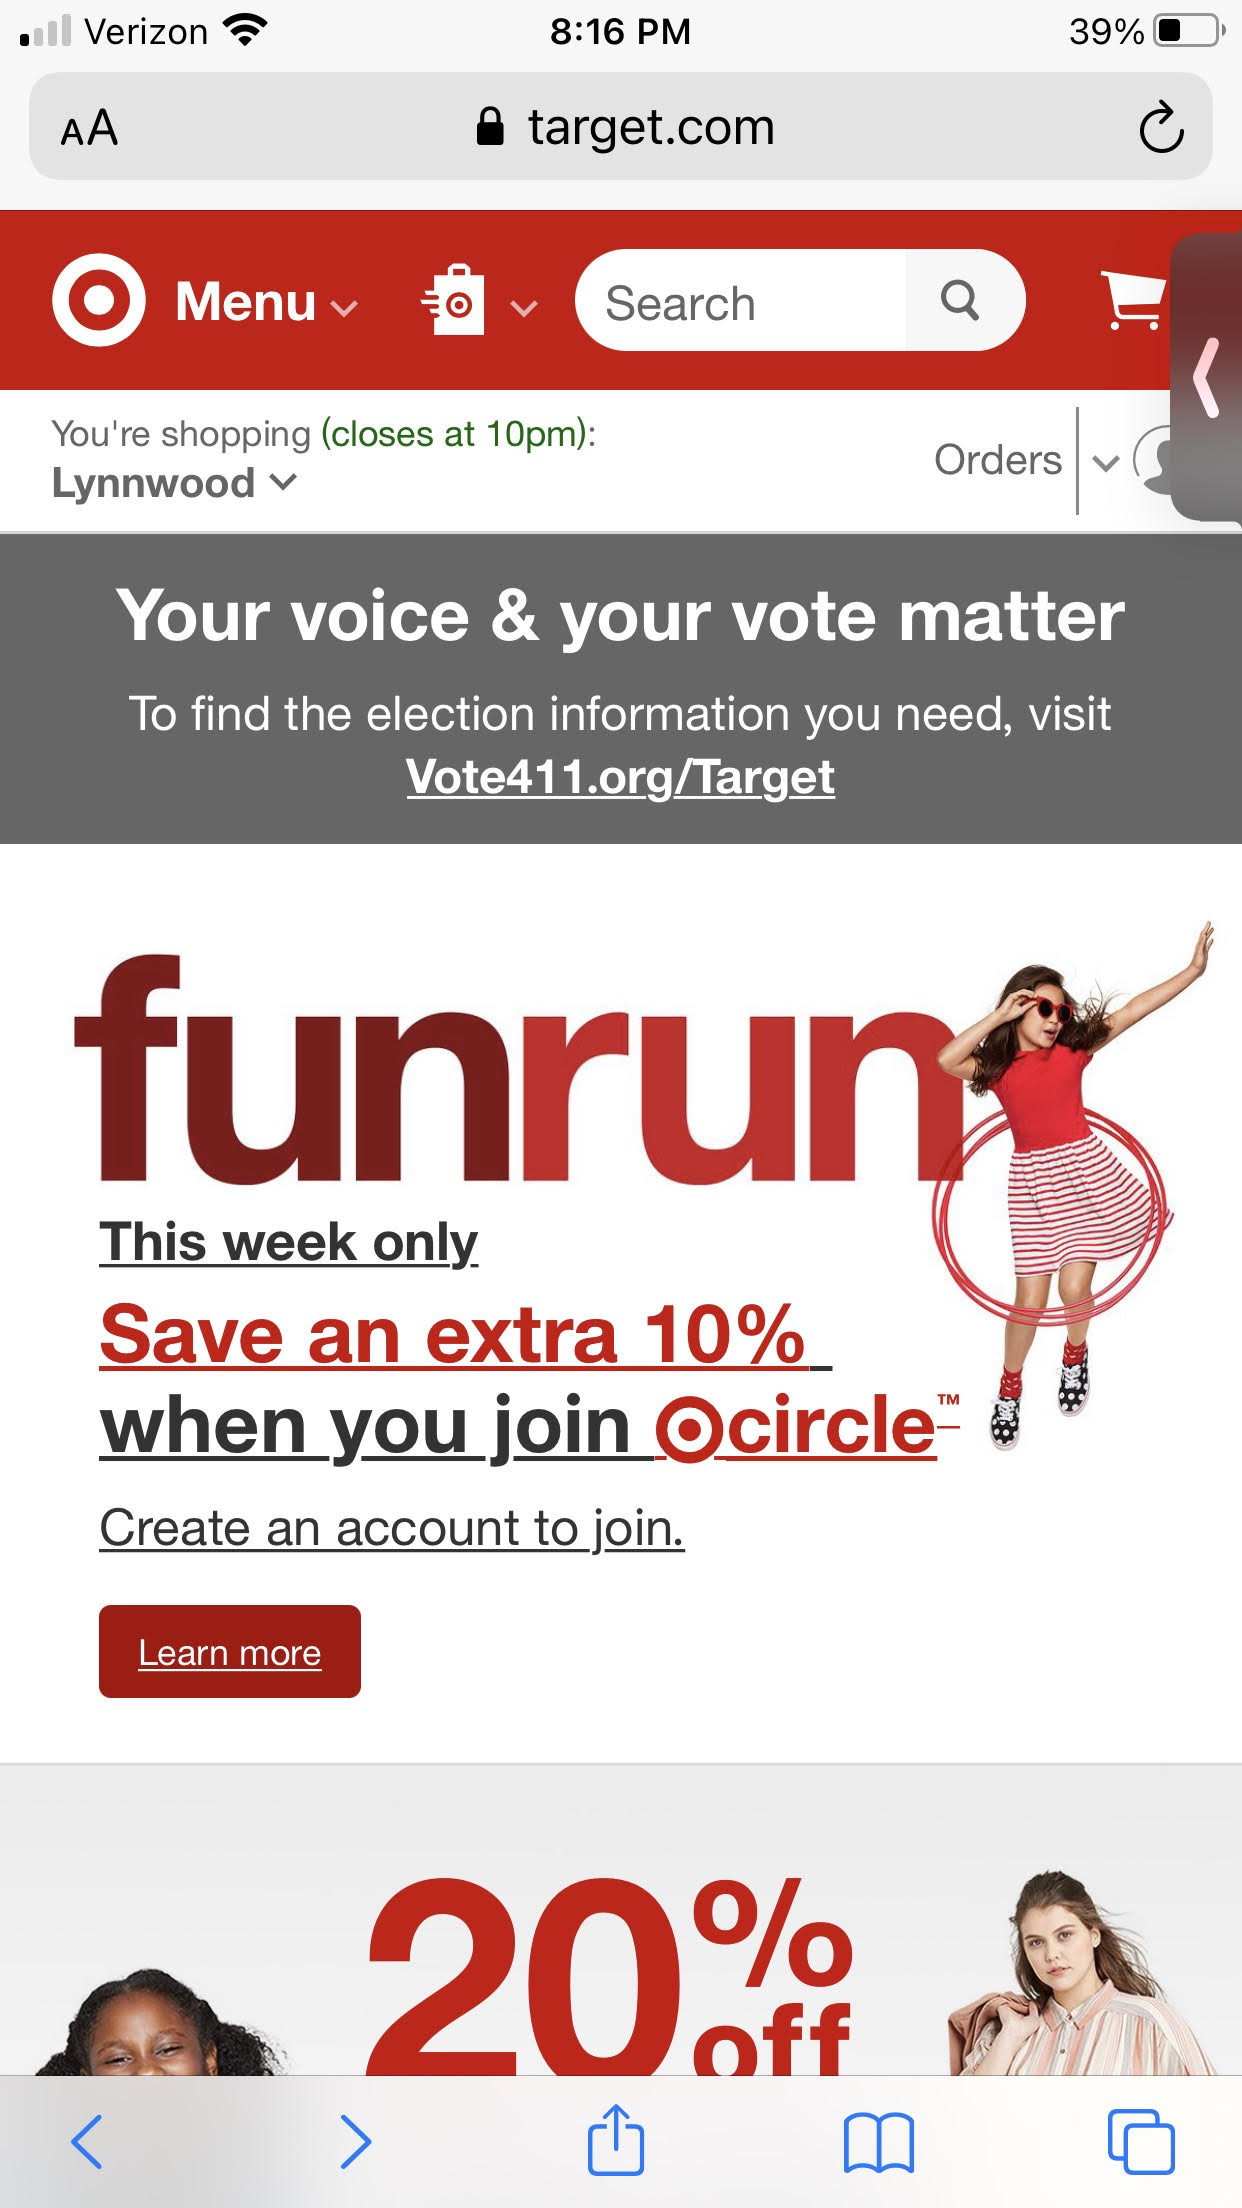 Verizon 8:16 PM 39%
AA target.com
Menu Search
You're shopping (closes at 10pm):
Lynnwood
Orders
Your voice & your vote matter
To find the election information you need, visit
Vote411.org/Target
funrun
This week only
Save an extra 10%
when you join circle™
Create an account to join.
Learn more
20%
off